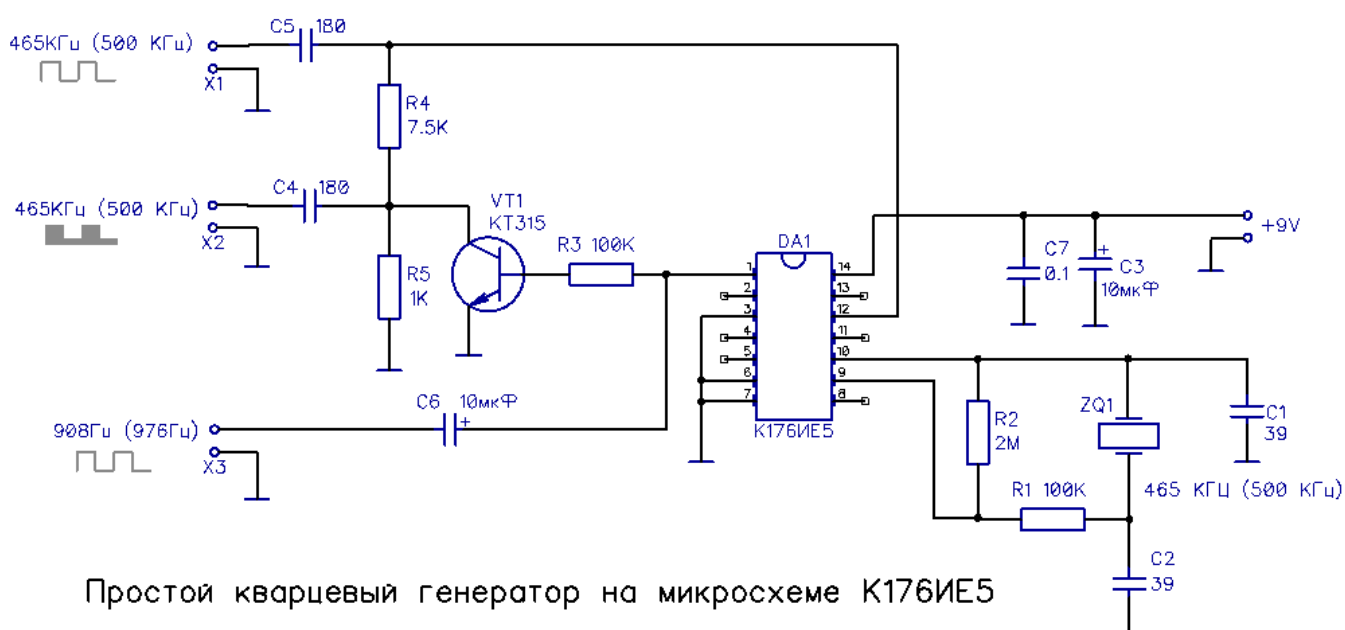 C5 180
465КГц (500 КГц)
X1
R4
7.5K
C4 180
465КГц (500 КГц)
X2
VT1
КТ315
R3 100K
R5
1K
DA1
1
2
3
4
5
6
7
14
13
12
11
10
9
8
К176ИЕ5
C7
0.1
C3
10мкФ
+
+9V
C6 10мкФ
+
908Гц (976Гц)
X3
R2
2M
ZQ1
C1
39
R1 100K
465 КГЦ (500 КГц)
C2
39
Простой кварцевый генератор на микросхеме К176ИЕ5